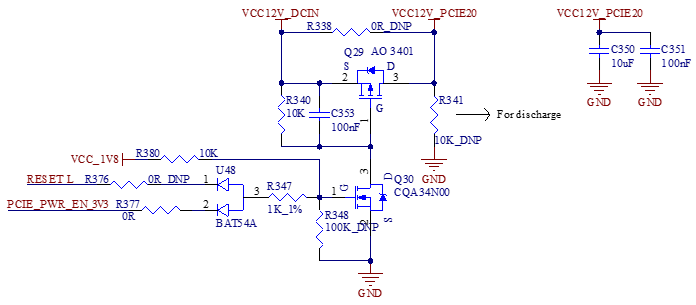 VCC12V_DCIN
VCC12V_PCIE20
R338
0R_DNP
Q29
AO 3401
S
D
2
3
G
1
R340
10K
C353
100nF
R341
10K_DNP
For discharge
GND
VCC12V_PCIE20
C350
10uF
C351
100nF
GND
GND
VCC_1V8
R380
10K
RESET L
R376
0R_DNP
1
U48
PCIE_PWR_EN_3V3
R377
0R
2
BAT54A
3
R347
1K_1%
1
G
3
D
Q30
CQA34N00
S
2
R348
100K_DNP
GND